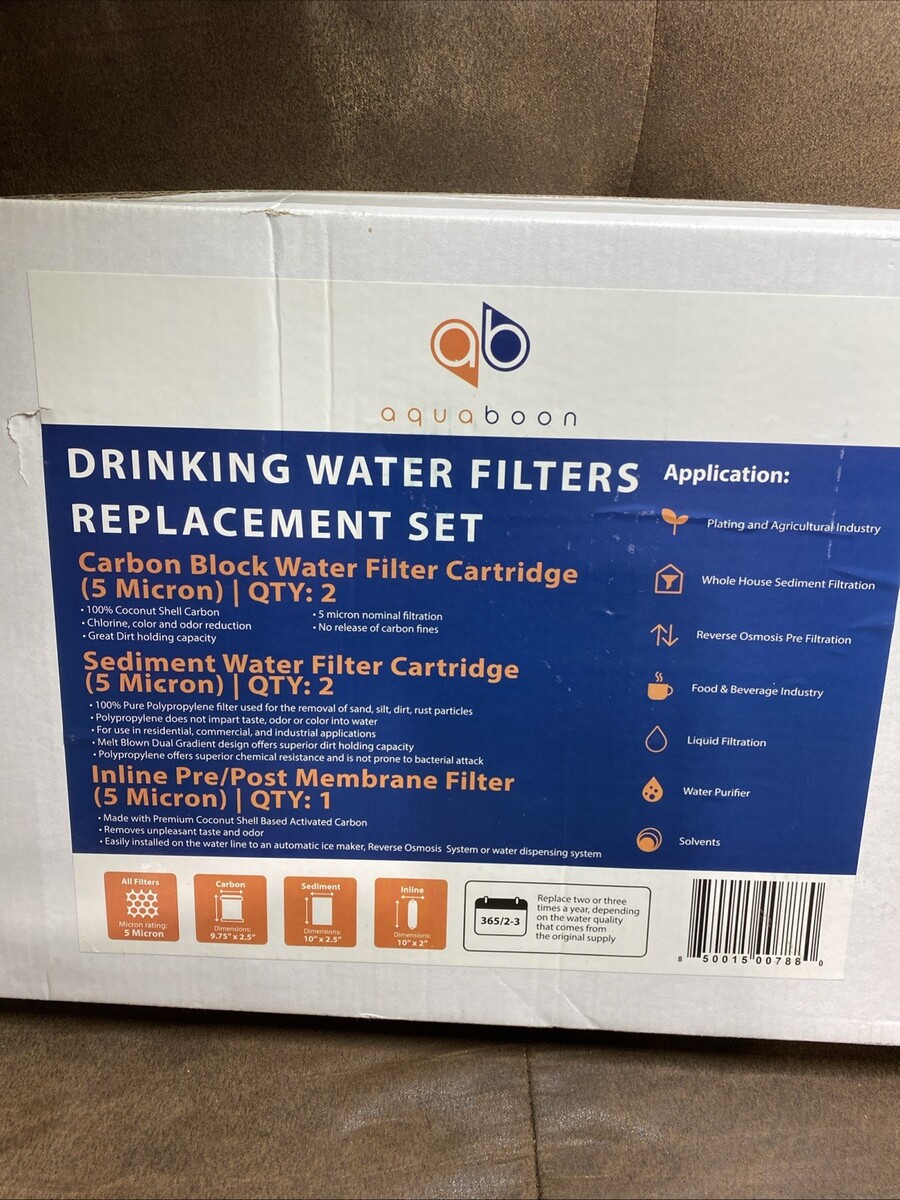 ab
aquaboon
DRINKING WATER FILTERS
REPLACEMENT SET
Carbon Block Water Filter Cartridge
(5 Micron) | QTY: 2
• 100% Coconut Shell Carbon
• Chlorine, color and odor reduction
• Great Dirt holding capacity
• 5 micron nominal filtration
• No release of carbon fines
Sediment Water Filter Cartridge
(5 Micron) | QTY: 2
• 100% Pure Polypropylene filter used for the removal of sand, silt, dirt, rust particles
• Polypropylene does not impart taste, odor or color into water
• For use in residential, commercial, and industrial applications
• Melt Blown Dual Gradient design offers superior dirt holding capacity
• Polypropylene offers superior chemical resistance and is not prone to bacterial attack
Inline Pre/Post Membrane Filter
(5 Micron) | QTY: 1
• Made with Premium Coconut Shell Based Activated Carbon
• Removes unpleasant taste and odor
• Easily installed on the water line to an automatic ice maker, Reverse Osmosis System or water dispensing system
Application:
Plating and Agricultural Industry
Whole House Sediment Filtration
Reverse Osmosis Pre Filtration
Food & Beverage Industry
Liquid Filtration
Water Purifier
Solvents
All Filters
Micron rating:
5 Micron
Carbon
Dimensions:
9.75" x 2.5"
Sediment
Dimensions:
10" x 2.5"
Inline
Dimensions:
10" x 2"
365/2-3
Replace two or three
times a year, depending
on the water quality
that comes from
the original supply
8 50015 00788 0